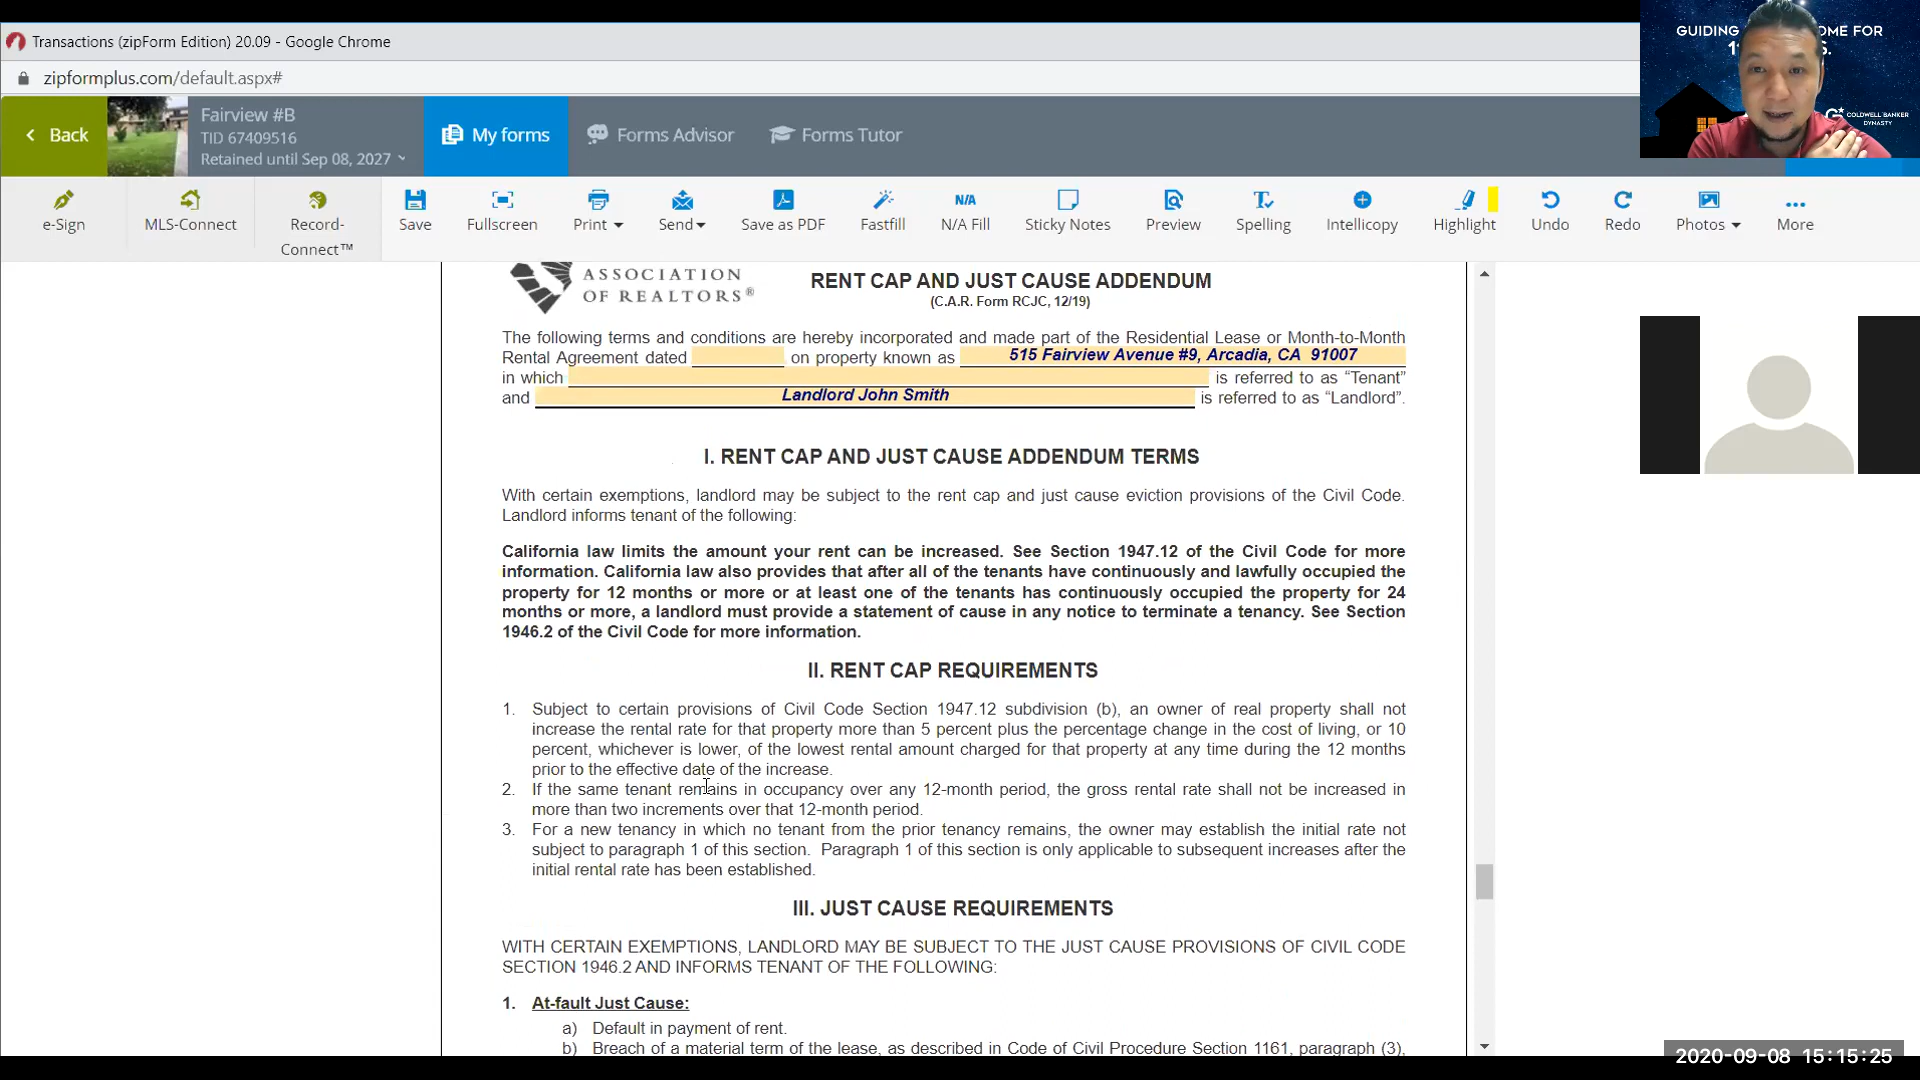 Transactions (zipForm Edition) 20.09 - Google Chrome
zipformplus.com/default.aspx#
Back
Fairview #B
TID 67409516
Retained until Sep 08, 2027
My forms
Forms Advisor
Forms Tutor
GUIDING
OME FOR
S.
COLDWELL BANKER
DYNASTY
e-Sign
MLS-Connect
Record-
Connect™
Save
Fullscreen
Print
Send
Save as PDF
Fastfill
N/A
N/A Fill
Sticky Notes
Preview
Spelling
Intellicopy
Highlight
Undo
Redo
Photos
More
ASSOCIATION
OF REALTORS®
RENT CAP AND JUST CAUSE ADDENDUM
(C.A.R. Form RCJC, 12/19)
The following terms and conditions are hereby incorporated and made part of the Residential Lease or Month-to-Month
Rental Agreement dated on property known as 515 Fairview Avenue #9, Arcadia, CA 91007
in which is referred to as “Tenant”
and Landlord John Smith is referred to as “Landlord”.
I. RENT CAP AND JUST CAUSE ADDENDUM TERMS
With certain exemptions, landlord may be subject to the rent cap and just cause eviction provisions of the Civil Code.
Landlord informs tenant of the following:
California law limits the amount your rent can be increased. See Section 1947.12 of the Civil Code for more
information. California law also provides that after all of the tenants have continuously and lawfully occupied the
property for 12 months or more or at least one of the tenants has continuously occupied the property for 24
months or more, a landlord must provide a statement of cause in any notice to terminate a tenancy. See Section
1946.2 of the Civil Code for more information.
II. RENT CAP REQUIREMENTS
1. Subject to certain provisions of Civil Code Section 1947.12 subdivision (b), an owner of real property shall not
increase the rental rate for that property more than 5 percent plus the percentage change in the cost of living, or 10
percent, whichever is lower, of the lowest rental amount charged for that property at any time during the 12 months
prior to the effective date of the increase.
2. If the same tenant remains in occupancy over any 12-month period, the gross rental rate shall not be increased in
more than two increments over that 12-month period.
3. For a new tenancy in which no tenant from the prior tenancy remains, the owner may establish the initial rate not
subject to paragraph 1 of this section. Paragraph 1 of this section is only applicable to subsequent increases after the
initial rental rate has been established.
III. JUST CAUSE REQUIREMENTS
WITH CERTAIN EXEMPTIONS, LANDLORD MAY BE SUBJECT TO THE JUST CAUSE PROVISIONS OF CIVIL CODE
SECTION 1946.2 AND INFORMS TENANT OF THE FOLLOWING:
1. At-fault Just Cause:
a) Default in payment of rent.
b) Breach of a material term of the lease, as described in Code of Civil Procedure Section 1161, paragraph (3),
2020-09-08 15:15:25